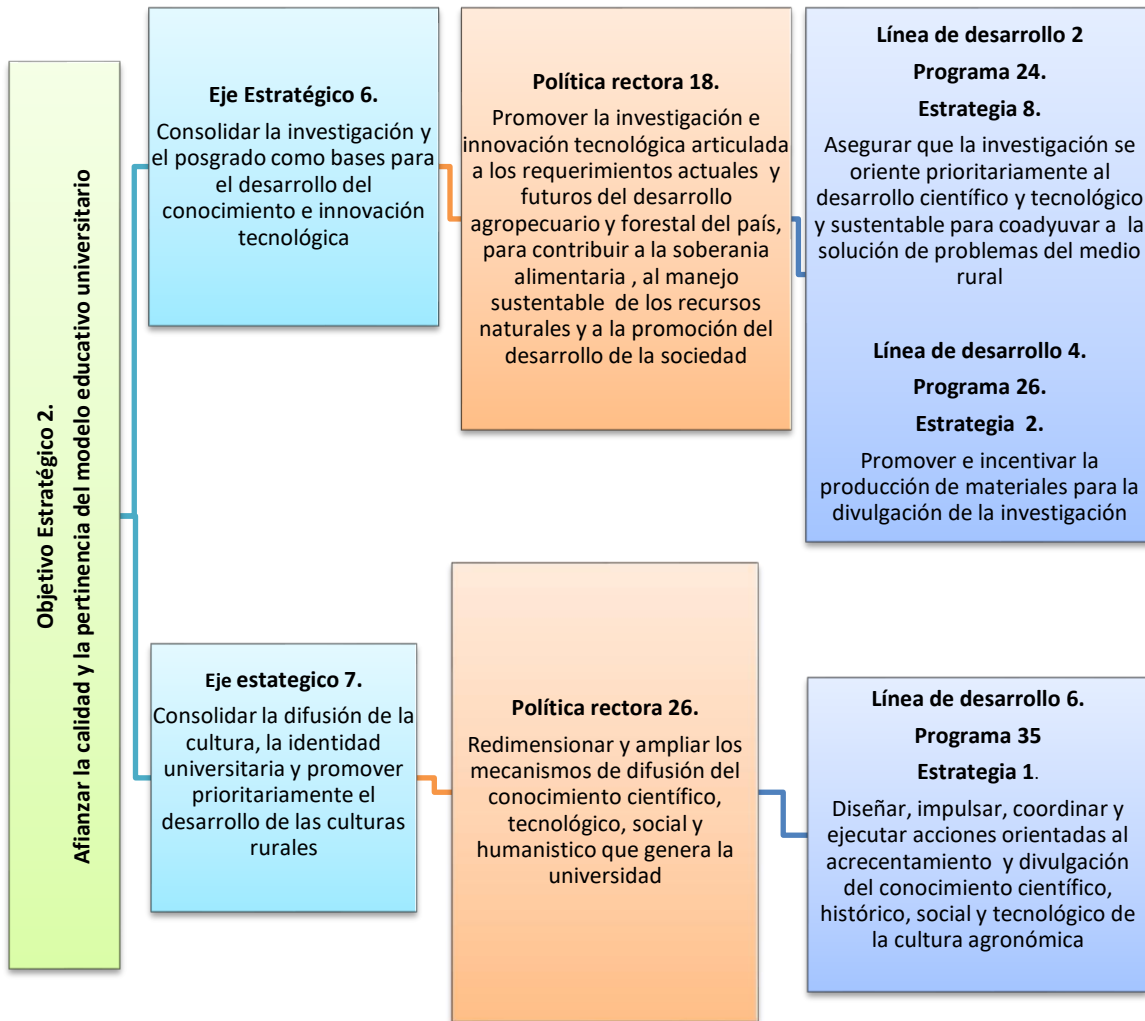 Objetivo Estratégico 2.
Afianzar la calidad y la pertinencia del modelo educativo universitario
Eje Estratégico 6.
Consolidar la investigación y
el posgrado como bases para
el desarrollo del
conocimiento e innovación
tecnológica
Política rectora 18.
Promover la investigación e
innovación tecnológica articulada
a los requerimientos actuales y
futuros del desarrollo
agropecuario y forestal del país,
para contribuir a la soberania
alimentaria , al manejo
sustentable de los recursos
naturales y a la promoción del
desarrollo de la sociedad
Línea de desarrollo 2
Programa 24.
Estrategia 8.
Asegurar que la investigación se
oriente prioritariamente al
desarrollo científico y tecnológico
y sustentable para coadyuvar a la
solución de problemas del medio
rural
Línea de desarrollo 4.
Programa 26.
Estrategia 2.
Promover e incentivar la
producción de materiales para la
divulgación de la investigación
Eje estategico 7.
Consolidar la difusión de la
cultura, la identidad
universitaria y promover
prioritariamente el
desarrollo de las culturas
rurales
Política rectora 26.
Redimensionar y ampliar los
mecanismos de difusión del
conocimiento científico,
tecnológico, social y
humanistico que genera la
universidad
Línea de desarrollo 6.
Programa 35
Estrategia 1.
Diseñar, impulsar, coordinar y
ejecutar acciones orientadas al
acrecentamiento y divulgación
del conocimiento científico,
histórico, social y tecnológico de
la cultura agronómica